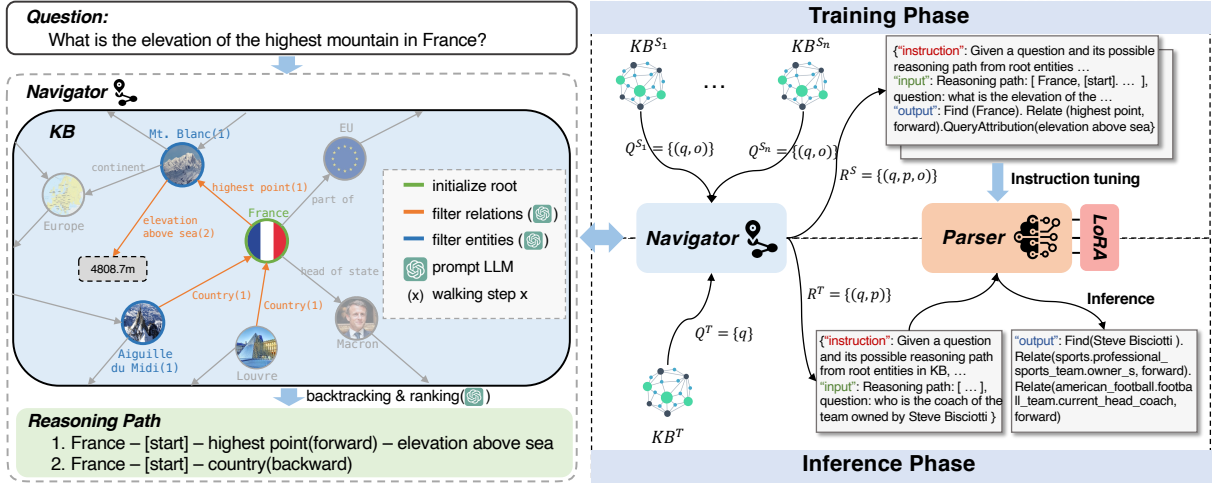 Question:
What is the elevation of the highest mountain in France?
Navigator
KB
Mt. Blanc(1)
EU
continent
highest point(1)
part of
Europe
France
elevation
above sea(2)
4808.7m
head of state
Country(1)
Country(1)
Aiguille
du Midi(1)
Louvre
Macron
initialize root
filter relations ( )
filter entities ( )
prompt LLM
(x) walking step x
backtracking & ranking( )
Reasoning Path
1. France – [start] – highest point(forward) – elevation above sea
2. France – [start] – country(backward)
Training Phase
KB^{S_1}
...
KB^{S_n}
Q^{S_1} = {(q, o)}
Q^{S_n} = {(q, o)}
R^S = {(q, p, o)}
{“instruction”: Given a question and its possible
reasoning path from root entities ...
“input”: Reasoning path: [ France, [start]. ... ],
question: what is the elevation of the ...
“output”: Find (France). Relate (highest point,
forward).QueryAttribution(elevation above sea}
Instruction tuning
Navigator
Parser
LoRA
R^T = {(q, p)}
Q^T = {q}
KB^T
Inference
{“instruction”: Given a question
and its possible reasoning path
from root entities in KB, ...
“input”: Reasoning path: [ ... ],
question: who is the coach of the
team owned by Steve Bisciotti }
“output”: Find(Steve Bisciotti ).
Relate(sports.professional_
sports_team.owner_s, forward).
Relate(american_football.footba
ll_team.current_head_coach,
forward)
Inference Phase